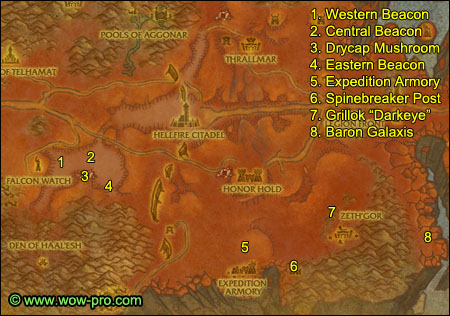 1. Western Beacon
2. Central Beacon
3. Drycap Mushroom
4. Eastern Beacon
5. Expedition Armory
6. Spinebreaker Post
7. Grillok "Darkeye"
8. Baron Galaxis
POOLS OF AGGONAR
THRALLMAR
OF TELHAMAT
HELLFIRE CITADEL
LEGION FRONT
1
2
3
4
FALCON WATCH
HONOR HOLD
7
ZETH'GOR
DEN OF HAAL'ESH
5
8
6
EXPEDITION
ARMORY
© www.wow-pro.com